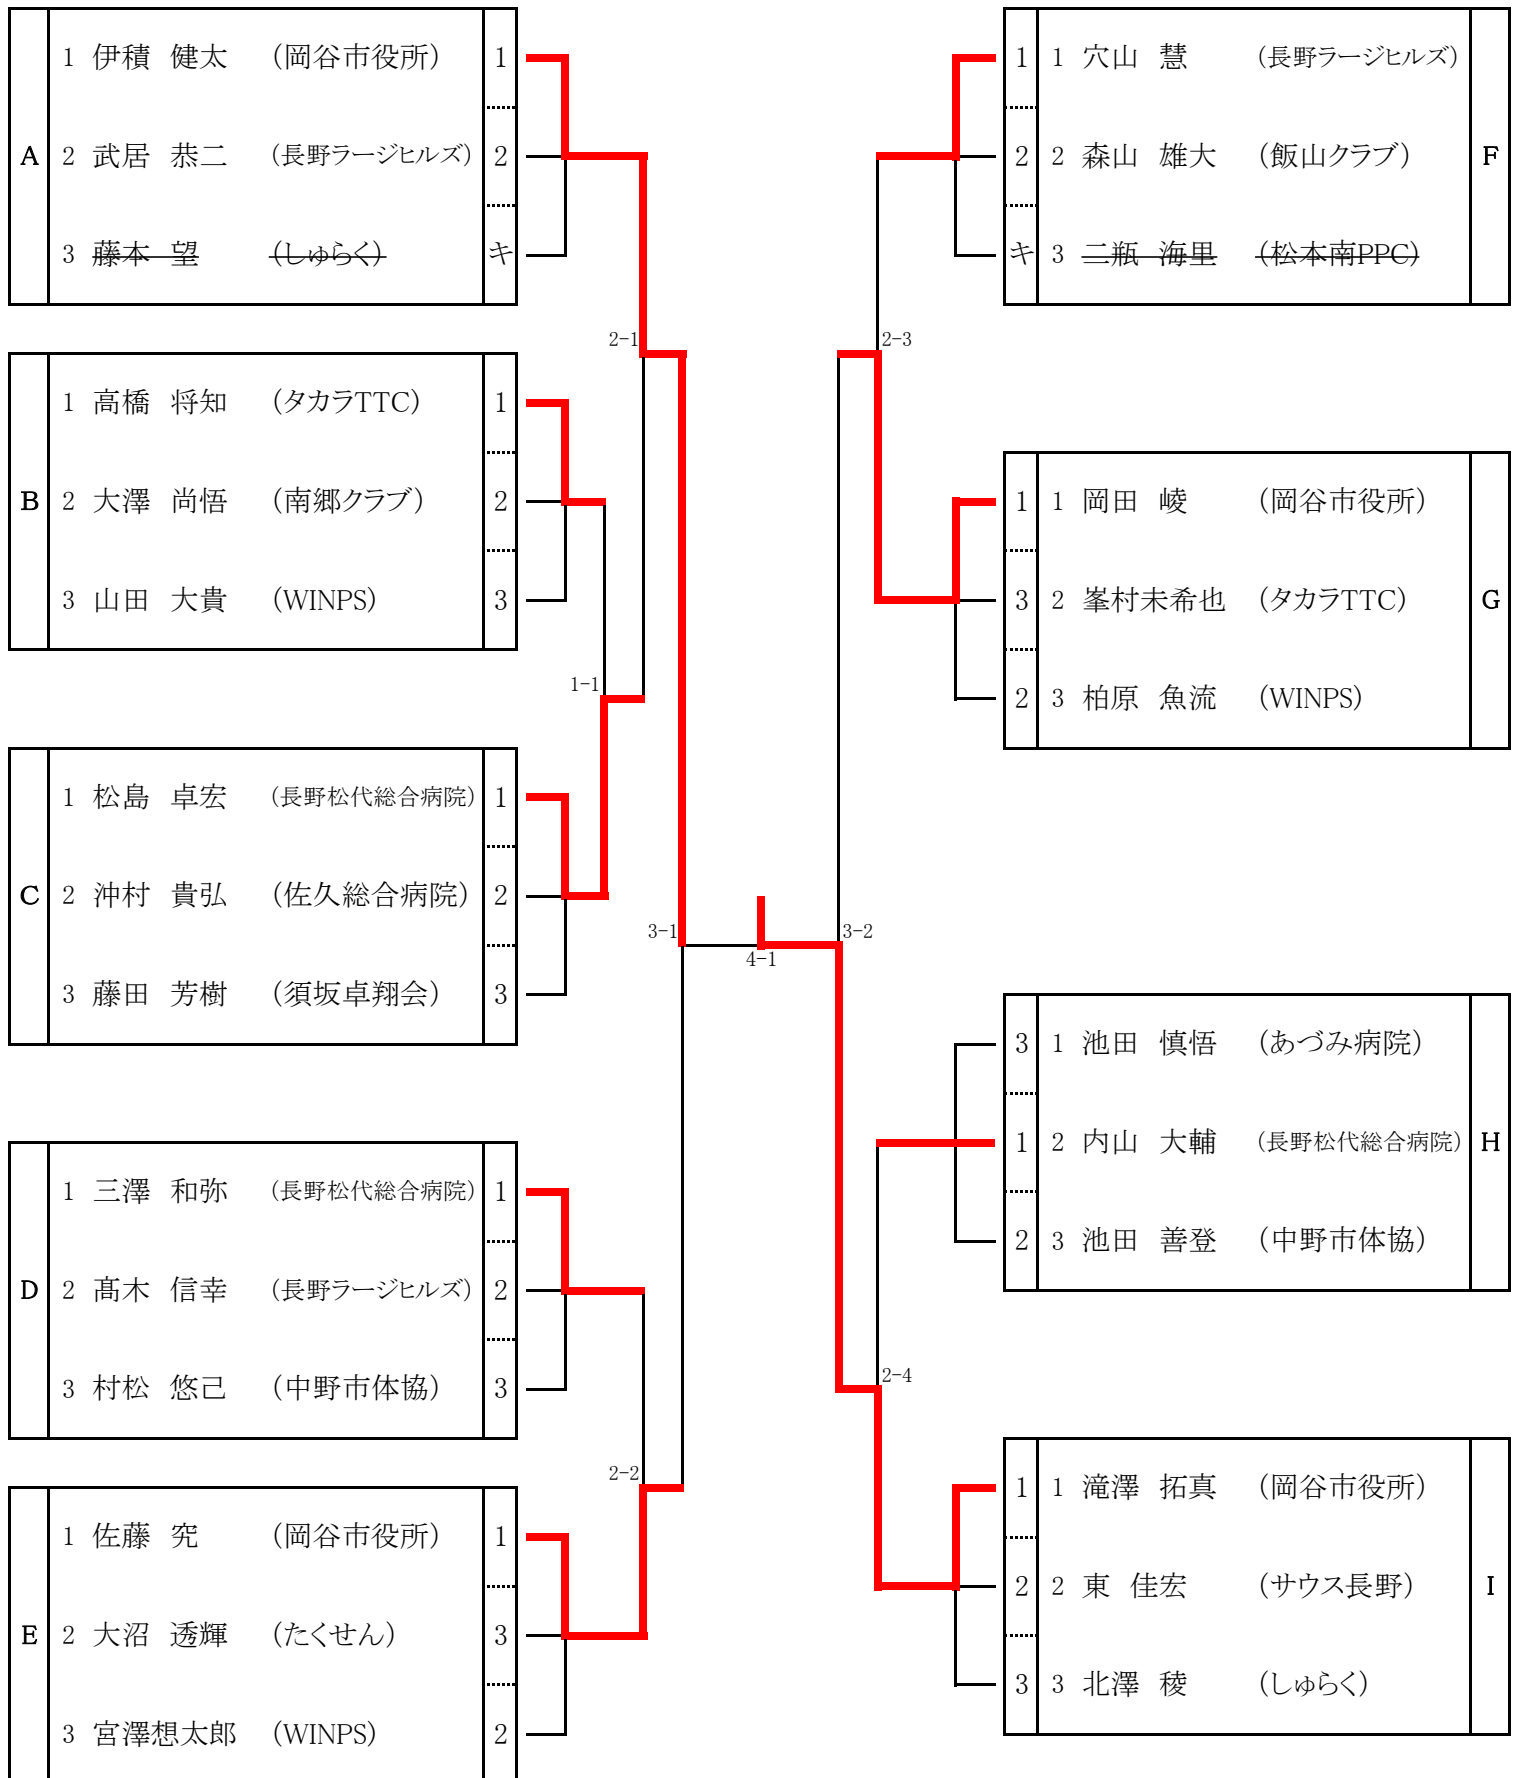 A
1 伊積 健太 (岡谷市役所) 1
2 武居 恭二 (長野ラージヒルズ) 2
3 藤本 望 (しゅらく) キ
B
1 高橋 将知 (タカラTTC) 1
2 大澤 尚悟 (南郷クラブ) 2
3 山田 大貴 (WINPS) 3
C
1 松島 卓宏 (長野松代総合病院) 1
2 沖村 貴弘 (佐久総合病院) 2
3 藤田 芳樹 (須坂卓翔会) 3
D
1 三澤 和弥 (長野松代総合病院) 1
2 髙木 信幸 (長野ラージヒルズ) 2
3 村松 悠己 (中野市体協) 3
E
1 佐藤 究 (岡谷市役所) 1
2 大沼 透輝 (たくせん) 3
3 宮澤想太郎 (WINPS) 2
2-1
1-1
3-1
2-2
4-1
2-3
3-2
2-4
1 1 穴山 慧 (長野ラージヒルズ)
2 2 森山 雄大 (飯山クラブ)
キ 3 二瓶 海里 (松本南PPC)
F
1 1 岡田 崚 (岡谷市役所)
3 2 峯村未希也 (タカラTTC)
2 3 柏原 魚流 (WINPS)
G
3 1 池田 慎悟 (あづみ病院)
1 2 内山 大輔 (長野松代総合病院)
2 3 池田 善登 (中野市体協)
H
1 1 滝澤 拓真 (岡谷市役所)
2 2 東 佳宏 (サウス長野)
3 3 北澤 稜 (しゅらく)
I